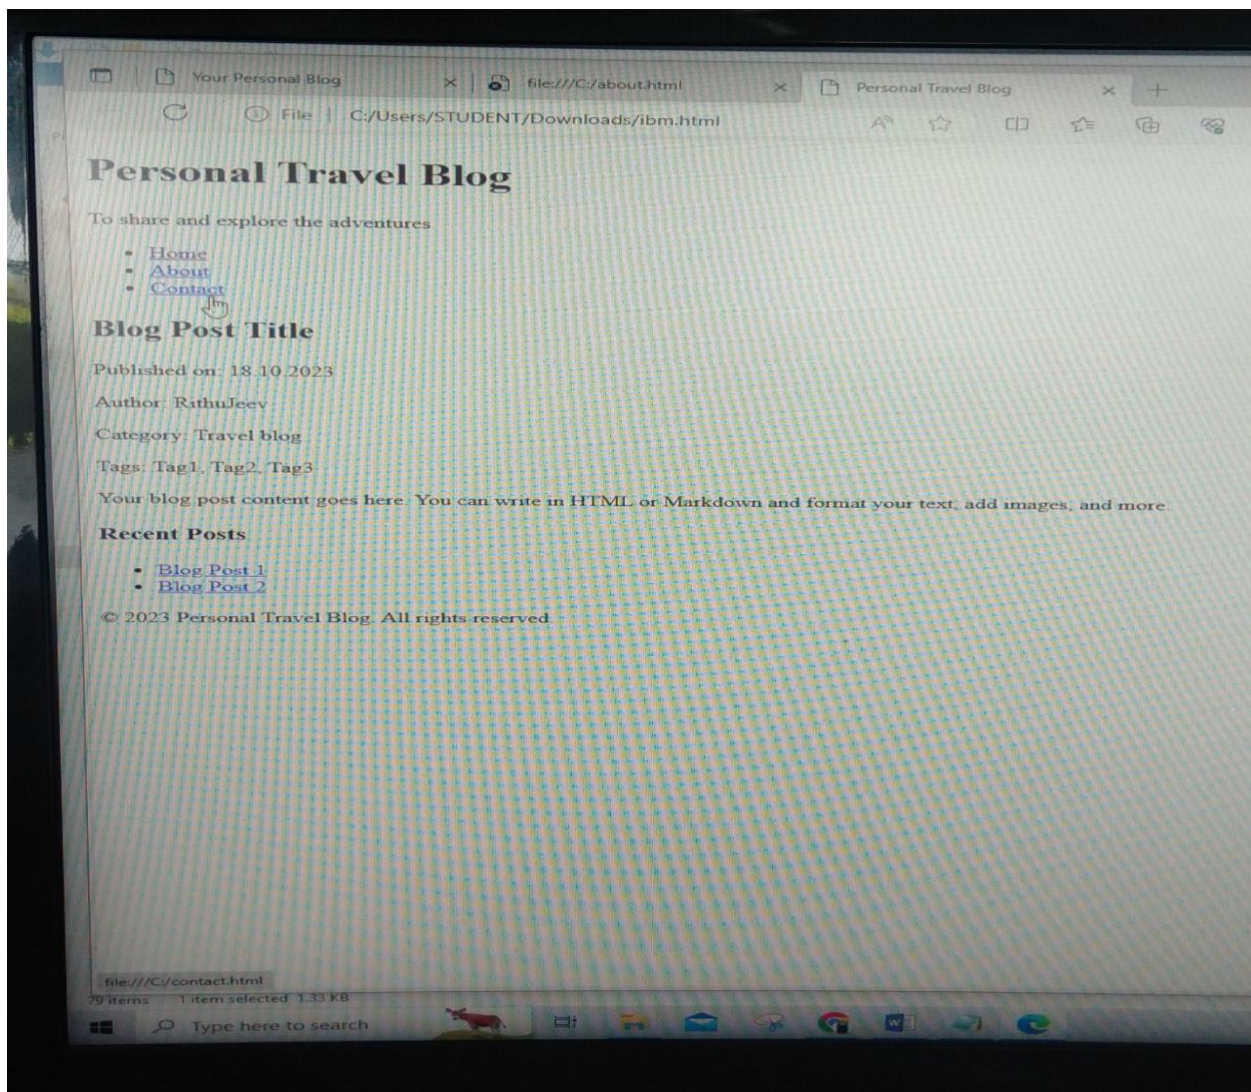 Your Personal Blog
file:///C:/about.html
Personal Travel Blog
File
C:/Users/STUDENT/Downloads/ibm.html
Personal Travel Blog
To share and explore the adventures
Home
About
Contact
Blog Post Title
Published on: 18.10.2023
Author: RithuJeev
Category: Travel blog
Tags: Tag1, Tag2, Tag3
Your blog post content goes here. You can write in HTML or Markdown and format your text, add images, and more.
Recent Posts
Blog Post 1
Blog Post 2
© 2023 Personal Travel Blog. All rights reserved.
file:///C:/contact.html
79 items 1 item selected 1.33 KB
Type here to search